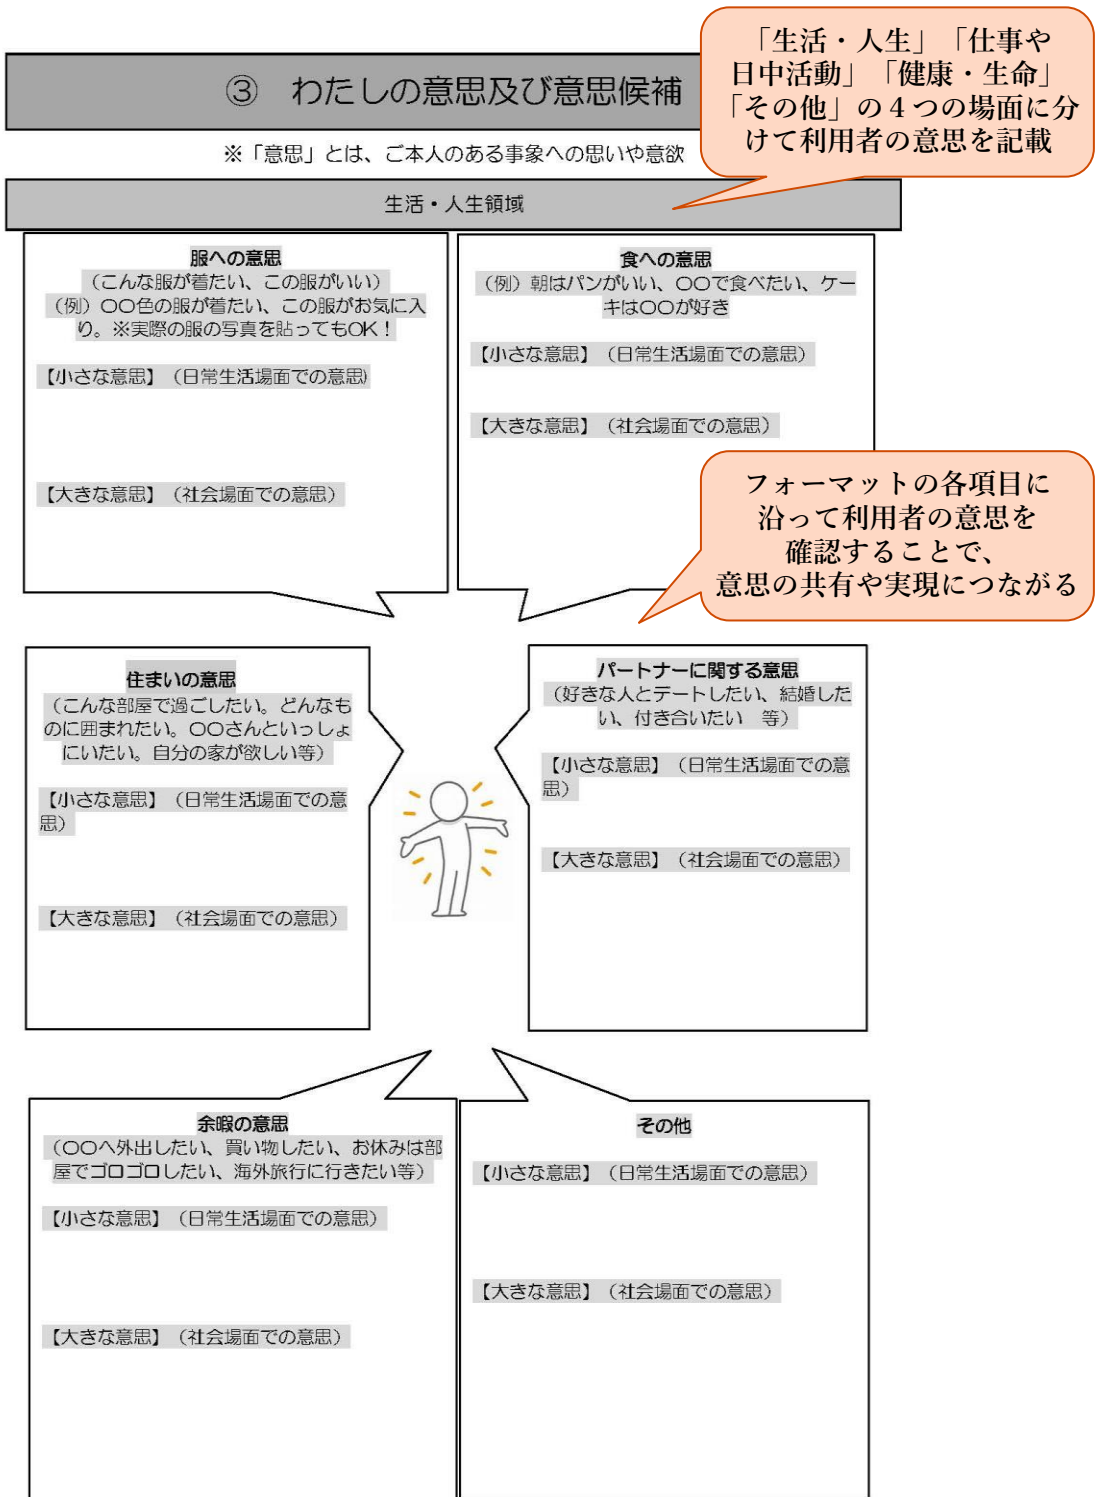 ③　わたしの意思及び意思候補
「生活・人生」「仕事や
日中活動」「健康・生命」
「その他」の４つの場面に分
けて利用者の意思を記載
※「意思」とは、ご本人のある事象への思いや意欲
生活・人生領域
服への意思
（こんな服が着たい、この服がいい）
（例）〇〇色の服が着たい、この服がお気に入
り。※実際の服の写真を貼ってもOK！
【小さな意思】（日常生活場面での意思）
【大きな意思】（社会場面での意思）
食への意思
（例）朝はパンがいい、〇〇で食べたい、ケー
キは〇〇が好き
【小さな意思】（日常生活場面での意思）
【大きな意思】（社会場面での意思）
フォーマットの各項目に
沿って利用者の意思を
確認することで、
意思の共有や実現につながる
住まいの意思
（こんな部屋で過ごしたい。どんなも
のに囲まれたい。〇〇さんといっしょ
にいたい。自分の家が欲しい等）
【小さな意思】（日常生活場面での意
思）
【大きな意思】（社会場面での意思）
パートナーに関する意思
（好きな人とデートしたい、結婚した
い、付き合いたい　等）
【小さな意思】（日常生活場面での意
思）
【大きな意思】（社会場面での意思）
余暇の意思
（〇〇へ外出したい、買い物したい、お休みは部
屋でゴロゴロしたい、海外旅行に行きたい等）
【小さな意思】（日常生活場面での意思）
【大きな意思】（社会場面での意思）
その他
【小さな意思】（日常生活場面での意思）
【大きな意思】（社会場面での意思）